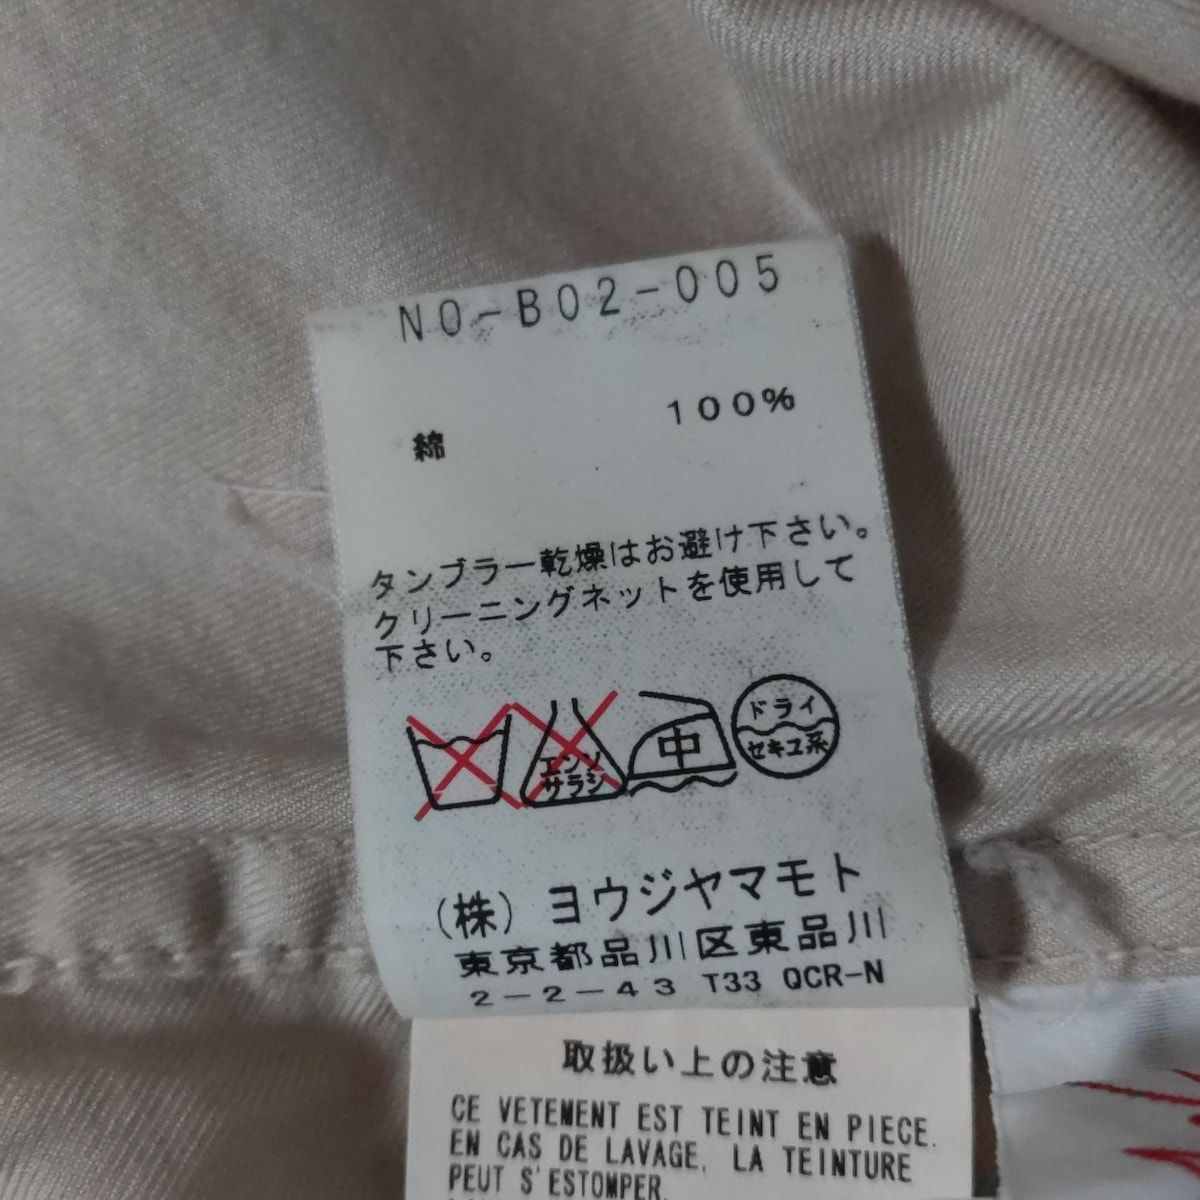 NO-B02-005
綿 100%
タンブラー乾燥はお避け下さい。
クリーニングネットを使用して
下さい。
エンソ
サラシ
中
ドライ
セキユ系
(株) ヨウジヤマモト
東京都品川区東品川
2-2-43 T33 QCR-N
取扱い上の注意
CE VETEMENT EST TEINT EN PIECE.
EN CAS DE LAVAGE, LA TEINTURE
PEUT S'ESTOMPER.